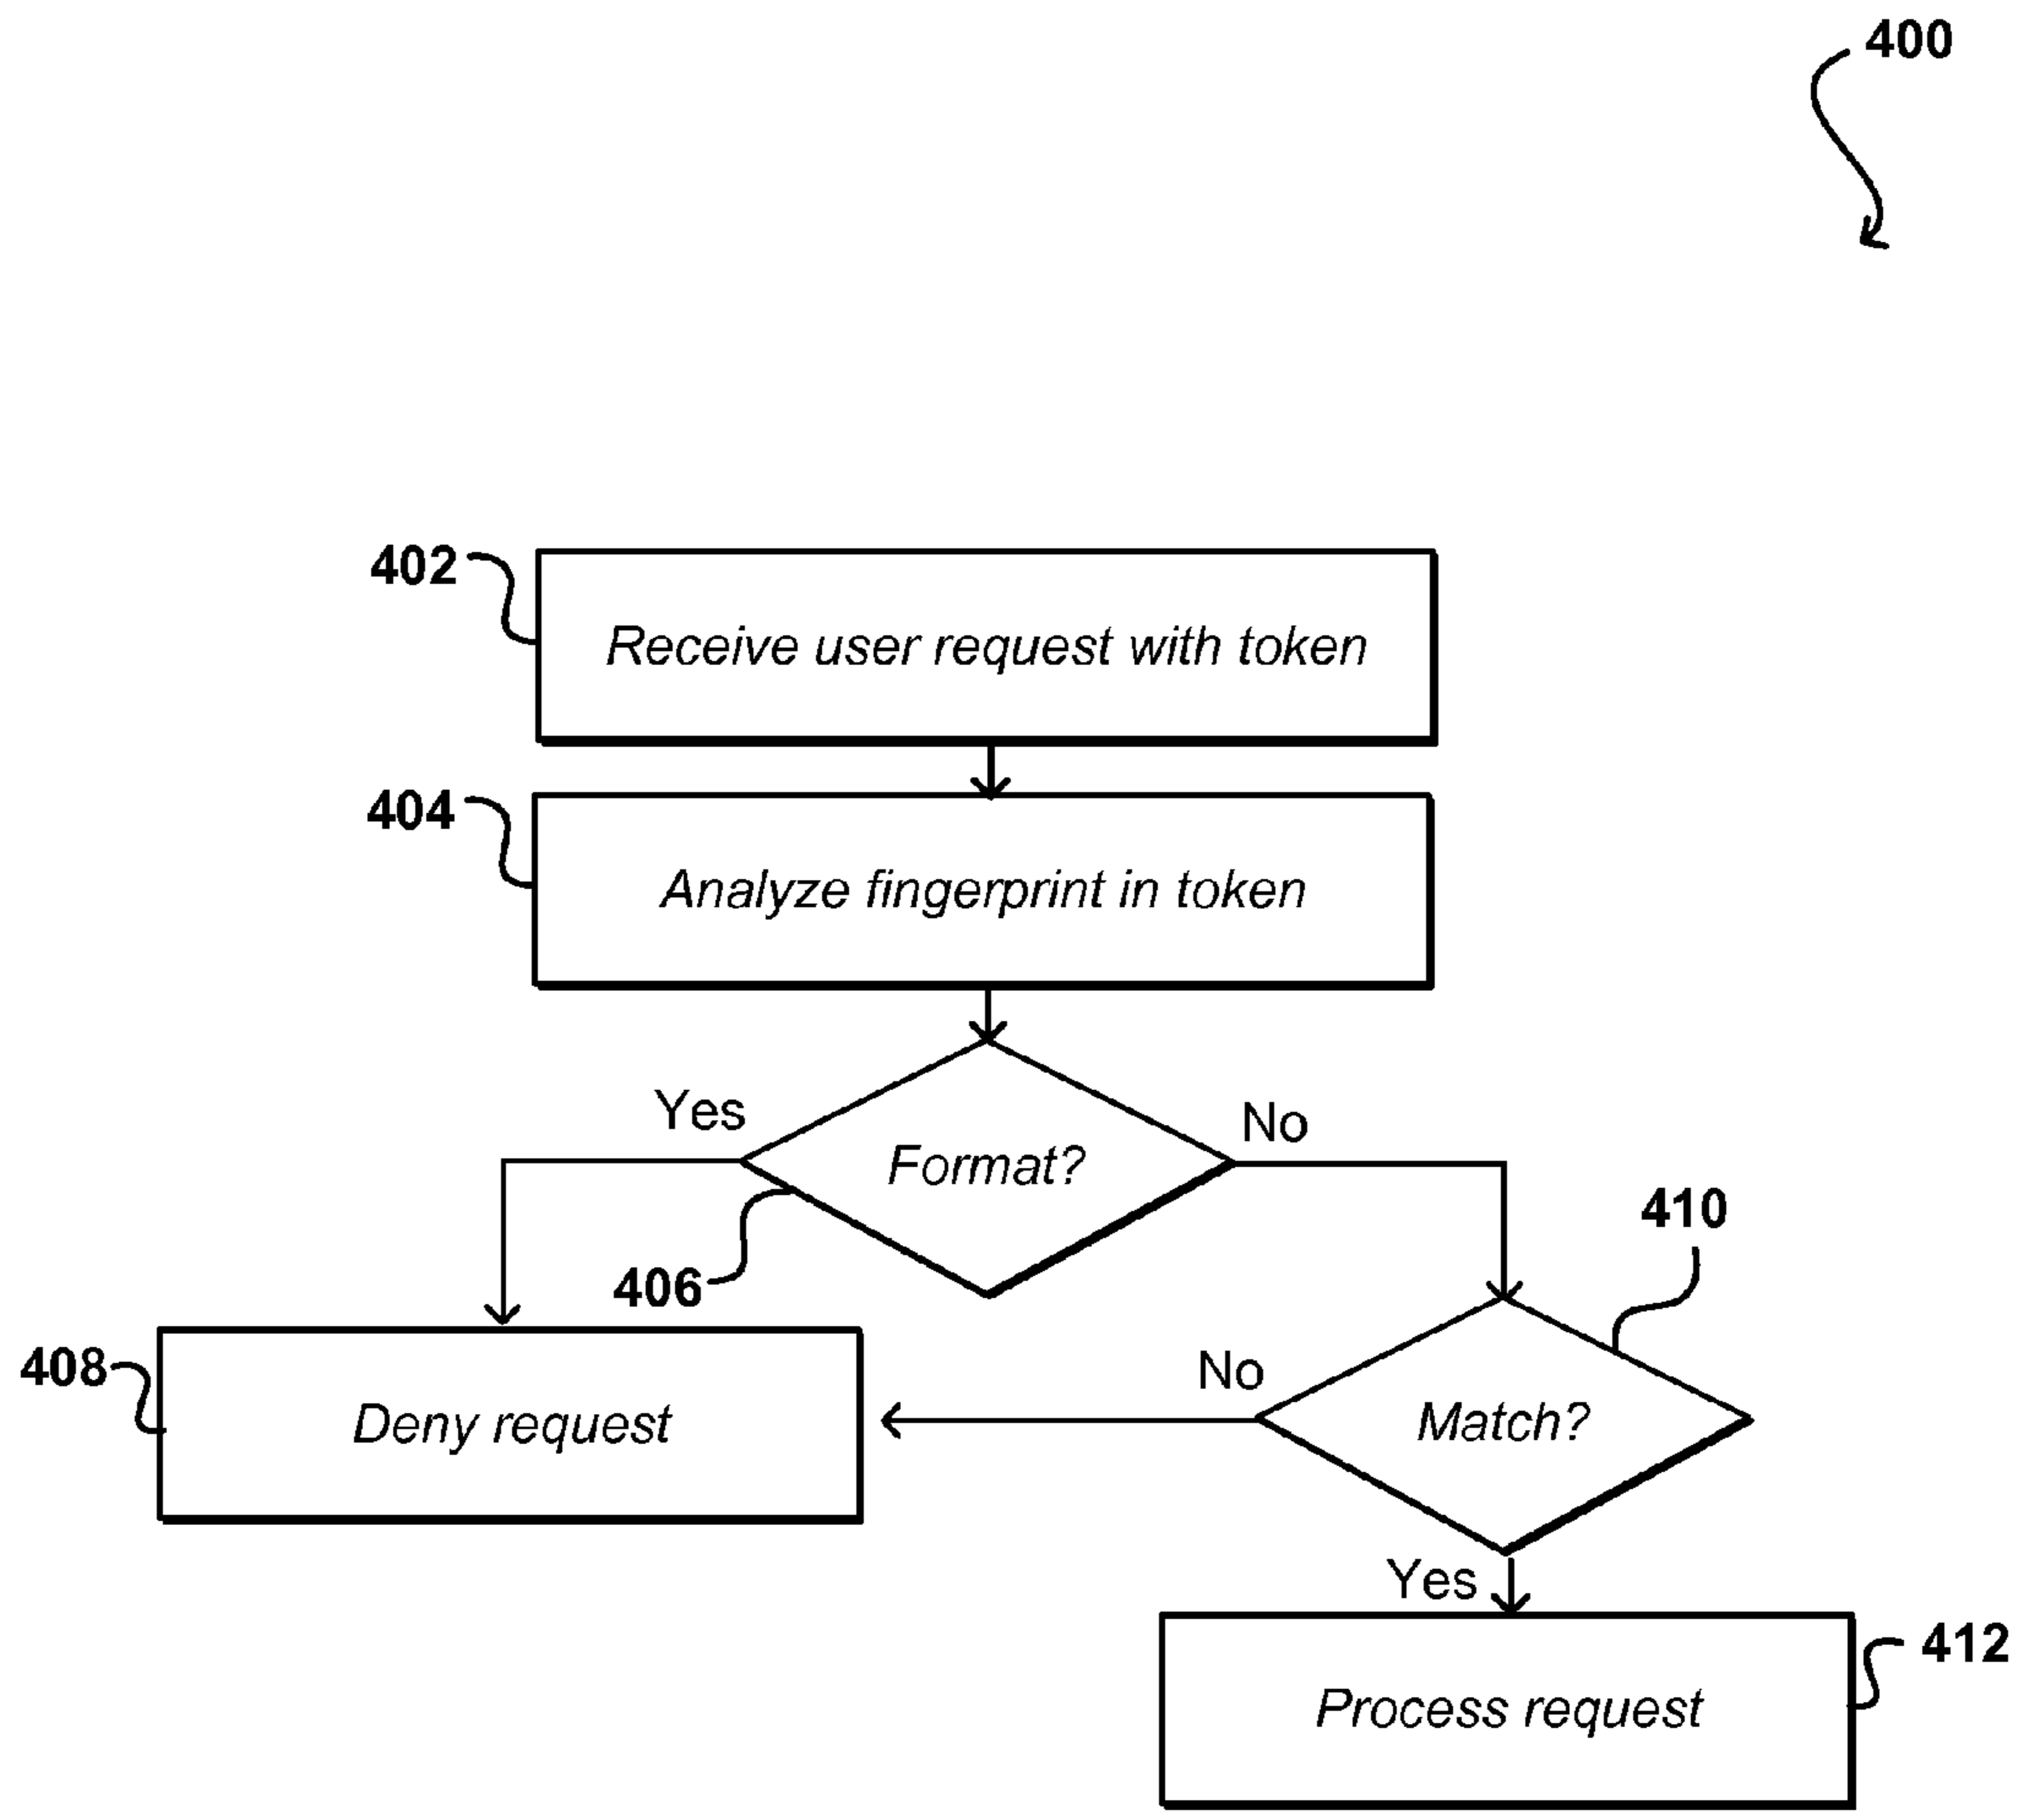 400
402
Receive user request with token
404
Analyze fingerprint in token
Yes
No
Format?
406
410
408
Deny request
No
Match?
Yes
Process request
412